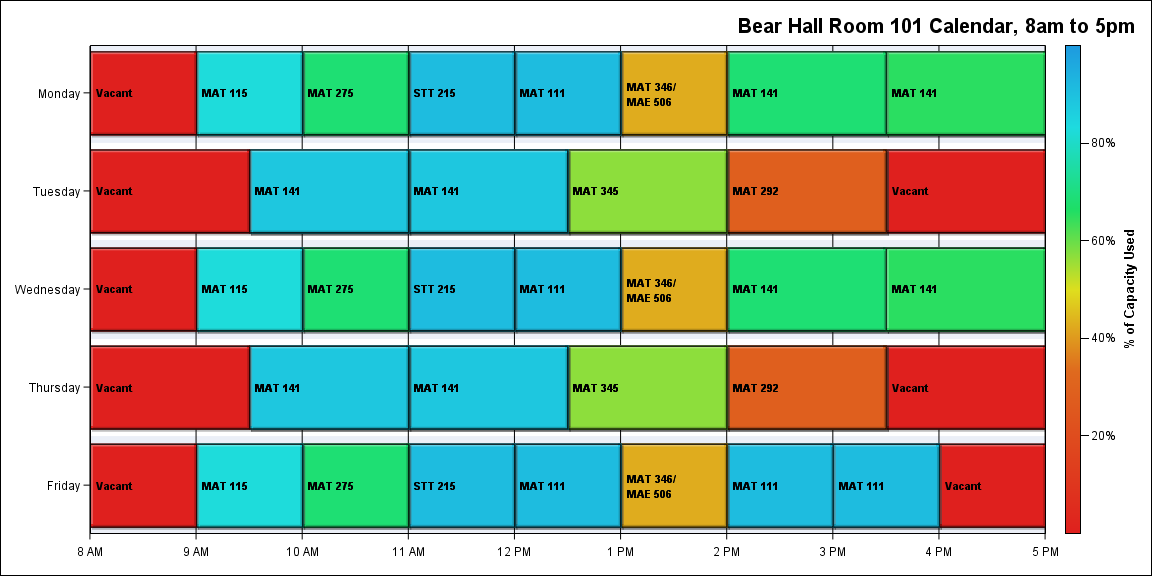 Bear Hall Room 101 Calendar, 8am to 5pm
Monday
Vacant
MAT 115
MAT 275
STT 215
MAT 111
MAT 346/
MAE 506
MAT 141
MAT 141
Tuesday
Vacant
MAT 141
MAT 141
MAT 345
MAT 292
Vacant
Wednesday
Vacant
MAT 115
MAT 275
STT 215
MAT 111
MAT 346/
MAE 506
MAT 141
MAT 141
Thursday
Vacant
MAT 141
MAT 141
MAT 345
MAT 292
Vacant
Friday
Vacant
MAT 115
MAT 275
STT 215
MAT 111
MAT 346/
MAE 506
MAT 111
MAT 111
Vacant
8 AM
9 AM
10 AM
11 AM
12 PM
1 PM
2 PM
3 PM
4 PM
5 PM
80%
60%
40%
20%
% of Capacity Used